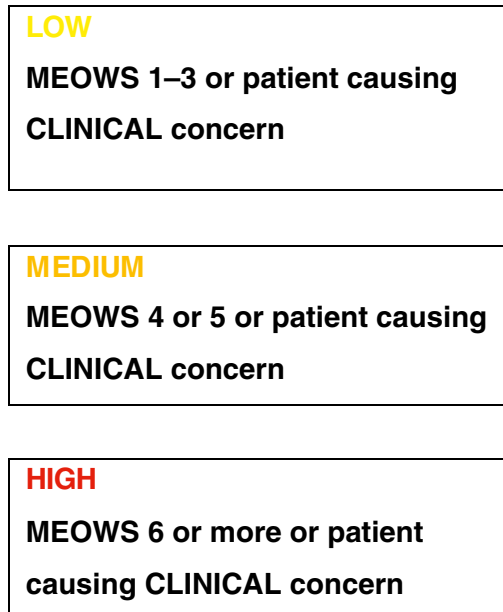 LOW
MEOWS 1–3 or patient causing
CLINICAL concern
MEDIUM
MEOWS 4 or 5 or patient causing
CLINICAL concern
HIGH
MEOWS 6 or more or patient
causing CLINICAL concern